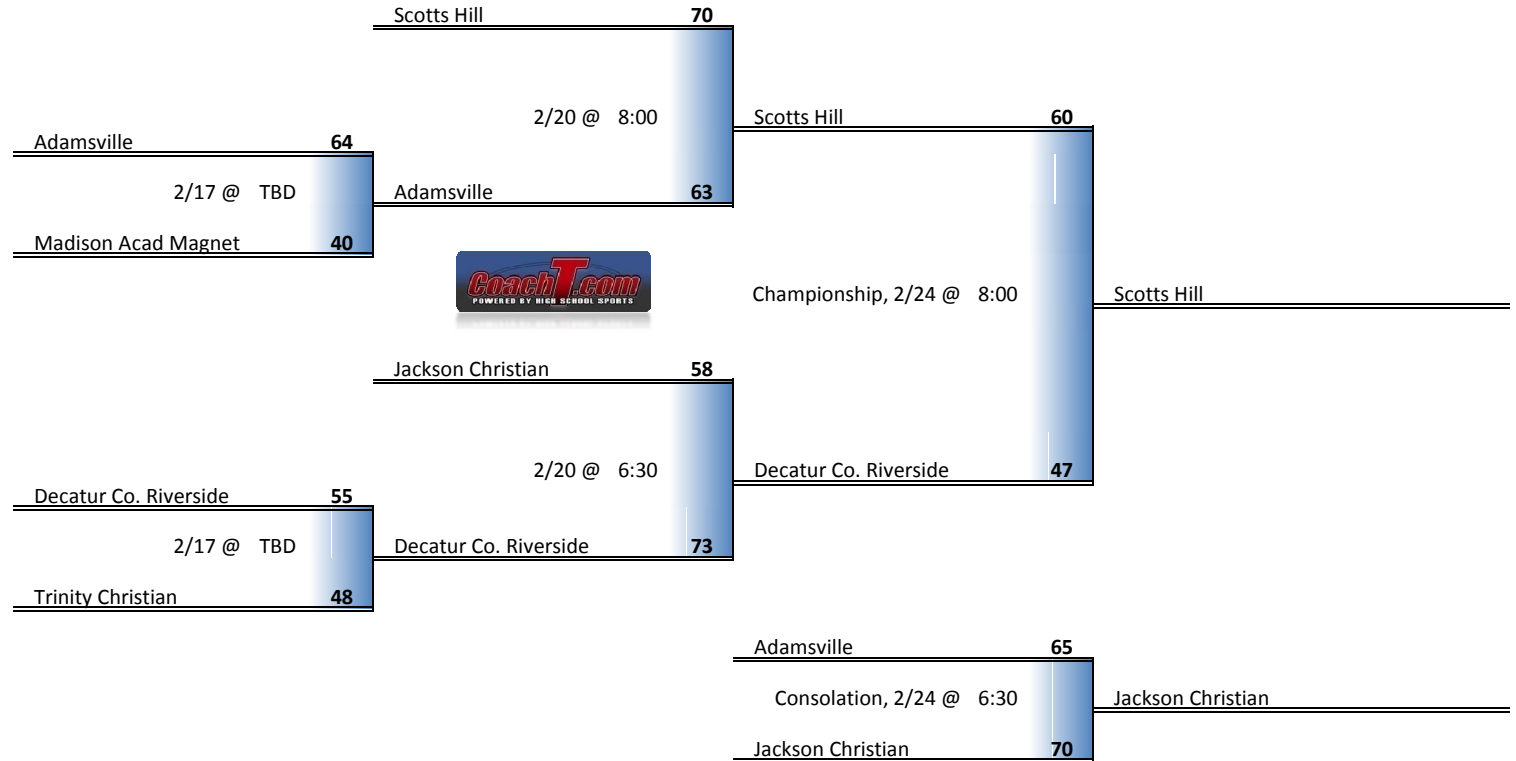 Scotts Hill 70
2/20 @ 8:00
Scotts Hill 60
Adamsville 64
2/17 @ TBD
Adamsville 63
Madison Acad Magnet 40
CoachT.com
POWERED BY HIGH SCHOOL SPORTS
Championship, 2/24 @ 8:00
Scotts Hill
Jackson Christian 58
2/20 @ 6:30
Decatur Co. Riverside 47
Decatur Co. Riverside 55
2/17 @ TBD
Decatur Co. Riverside 73
Trinity Christian 48
Adamsville 65
Consolation, 2/24 @ 6:30
Jackson Christian
Jackson Christian 70